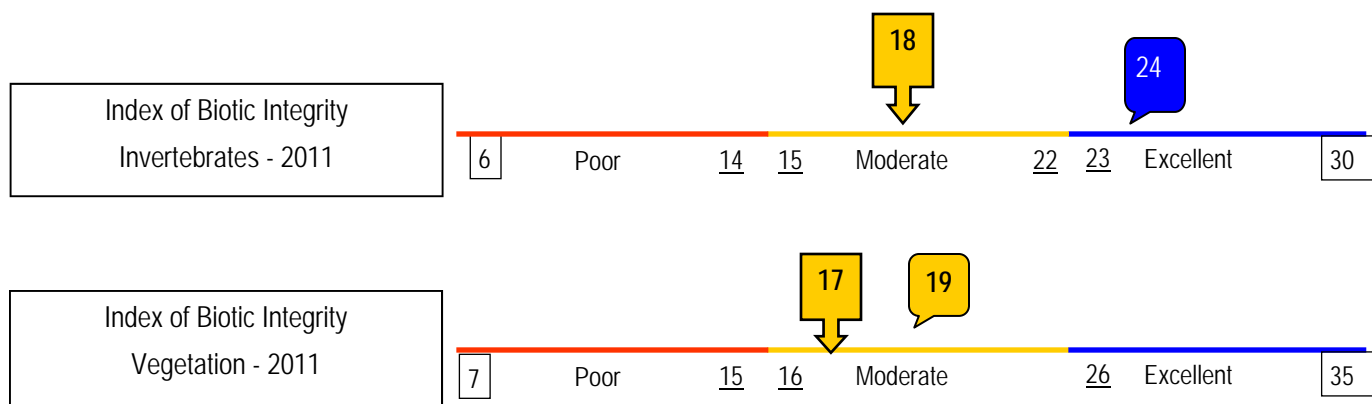 18
24
Index of Biotic Integrity
Invertebrates - 2011
6 Poor 14 15 Moderate 22 23 Excellent 30
17
19
Index of Biotic Integrity
Vegetation - 2011
7 Poor 15 16 Moderate 26 Excellent 35